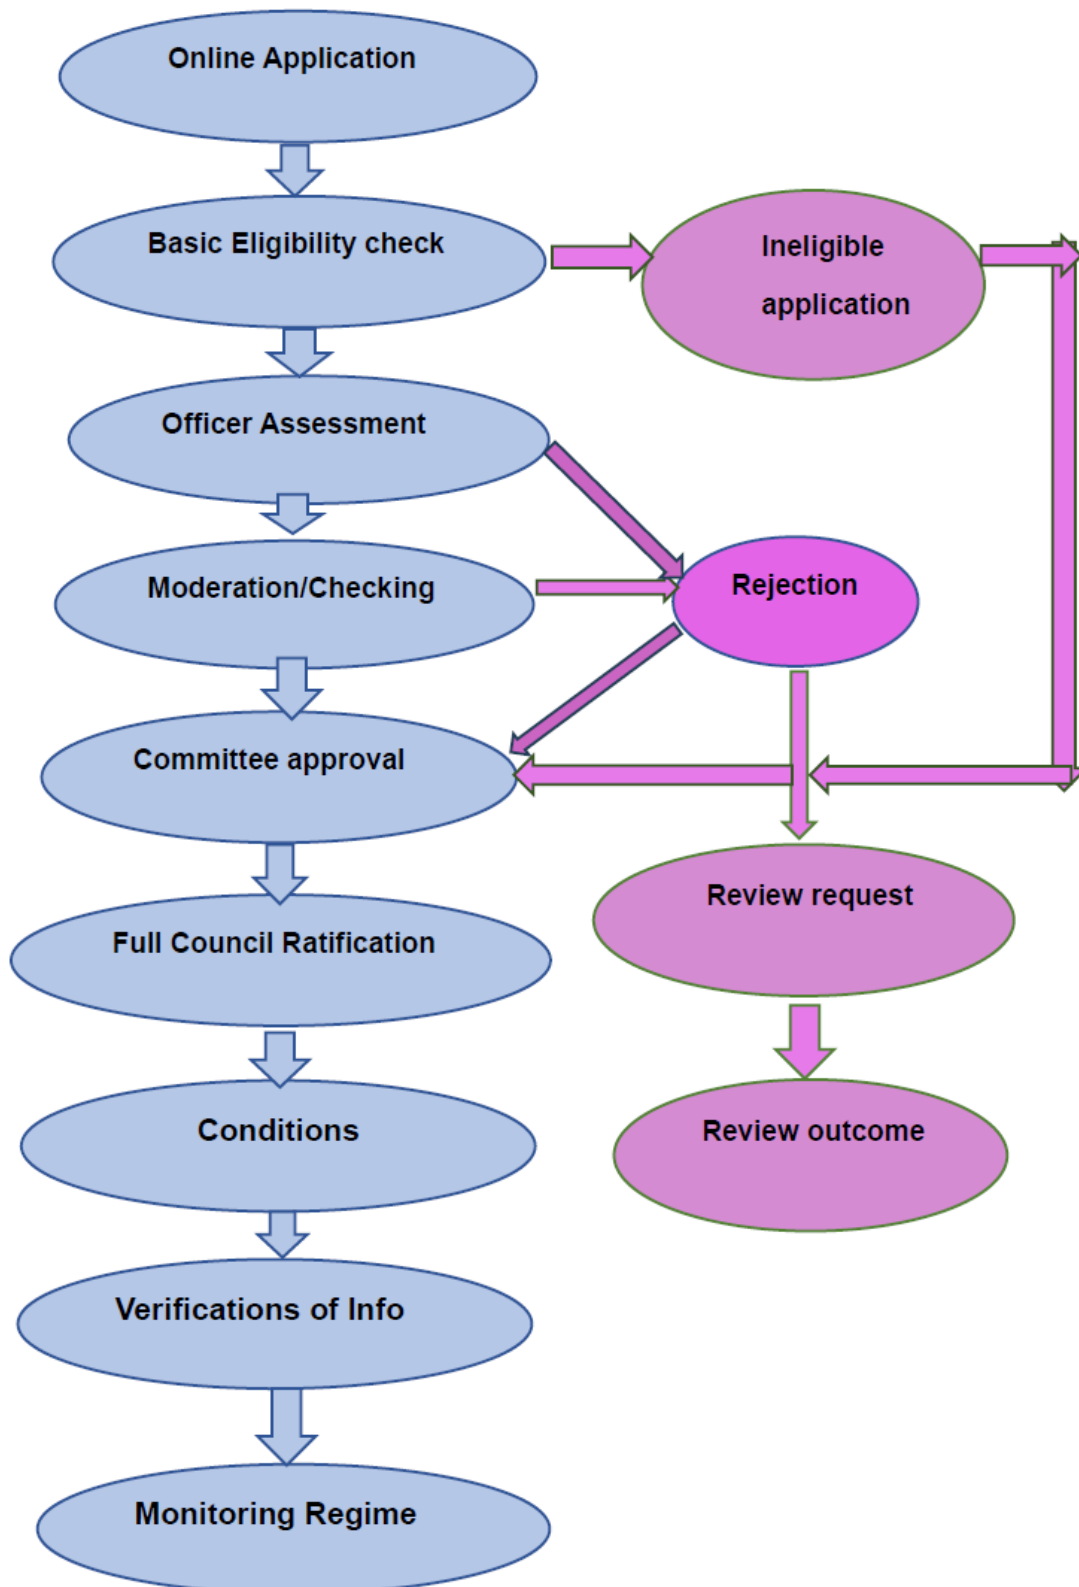 Online Application
Basic Eligibility check
Ineligible
application
Officer Assessment
Moderation/Checking
Rejection
Committee approval
Review request
Full Council Ratification
Conditions
Review outcome
Verifications of Info
Monitoring Regime